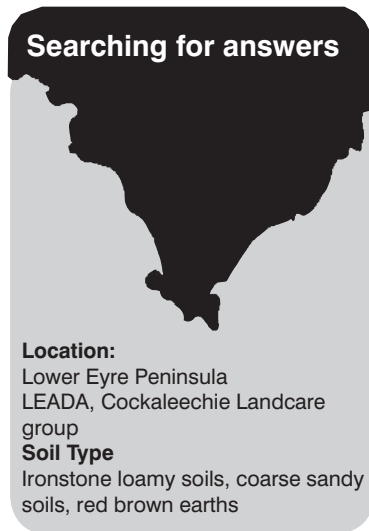 Searching for answers
Location:
Lower Eyre Peninsula
LEADA, Cockaleechie Landcare
group
Soil Type
Ironstone loamy soils, coarse sandy
soils, red brown earths